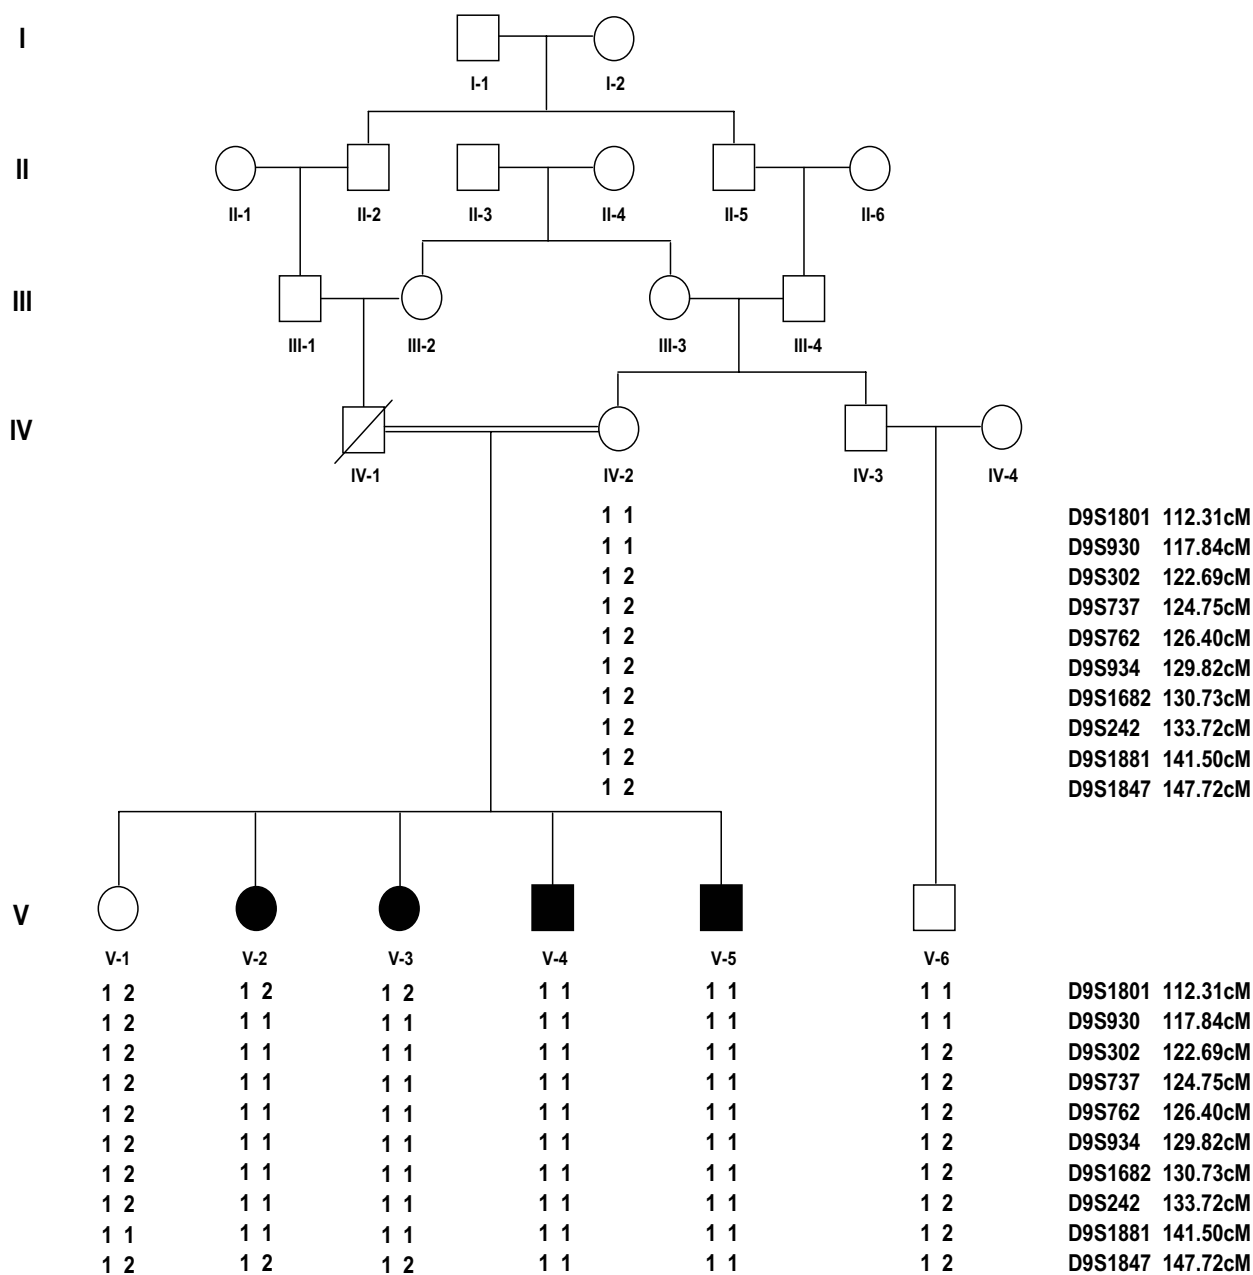 I
I-1 I-2
II
II-1 II-2 II-3 II-4 II-5 II-6
III
III-1 III-2 III-3 III-4
IV
IV-1 IV-2 IV-3 IV-4
1 1 D9S1801 112.31cM
1 1 D9S930 117.84cM
1 2 D9S302 122.69cM
1 2 D9S737 124.75cM
1 2 D9S762 126.40cM
1 2 D9S934 129.82cM
1 2 D9S1682 130.73cM
1 2 D9S242 133.72cM
1 2 D9S1881 141.50cM
1 2 D9S1847 147.72cM
V
V-1 V-2 V-3 V-4 V-5 V-6
1 2 1 2 1 2 1 1 1 1 1 1 D9S1801 112.31cM
1 2 1 1 1 1 1 1 1 1 1 1 D9S930 117.84cM
1 2 1 1 1 1 1 1 1 1 1 2 D9S302 122.69cM
1 2 1 1 1 1 1 1 1 1 1 2 D9S737 124.75cM
1 2 1 1 1 1 1 1 1 1 1 2 D9S762 126.40cM
1 2 1 1 1 1 1 1 1 1 1 2 D9S934 129.82cM
1 2 1 1 1 1 1 1 1 1 1 2 D9S1682 130.73cM
1 2 1 1 1 1 1 1 1 1 1 2 D9S242 133.72cM
1 1 1 1 1 1 1 1 1 1 1 2 D9S1881 141.50cM
1 2 1 2 1 2 1 1 1 1 1 2 D9S1847 147.72cM